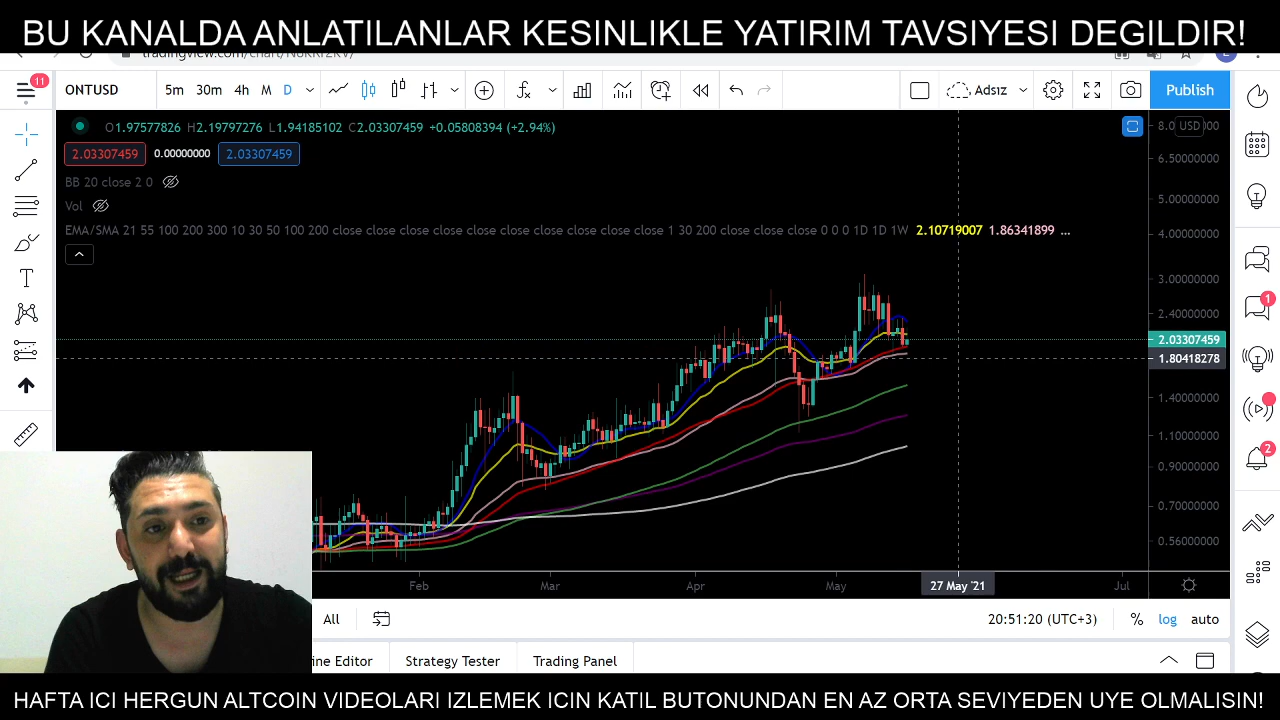 BU KANALDA ANLATILANLAR KESINLIKLE YATIRIM TAVSIYESI DEGILDIR!
11
ONTUSD
5m 30m 4h M D
Adsız
Publish
O1.97577826 H2.19797276 L1.94185102 C2.03307459 +0.05808394 (+2.94%)
2.03307459 0.00000000 2.03307459
BB 20 close 2 0
Vol
EMA/SMA 21 55 100 200 300 10 30 50 100 200 close close close close close close close close close close close 1 30 200 close close close 0 0 0 1D 1D 1W 2.10719007 1.86341899 ...
USD
6.50000000
5.00000000
4.00000000
3.00000000
2.40000000
2.03307459
1.80418278
1.40000000
1.10000000
0.90000000
0.70000000
0.56000000
1
2
Feb Mar Apr May 27 May '21 Jul
All
20:51:20 (UTC+3) % log auto
ine Editor Strategy Tester Trading Panel
HAFTA ICI HERGUN ALTCOIN VIDEOLARI IZLEMEK ICIN KATIL BUTONUNDAN EN AZ ORTA SEVIYEDEN UYE OLMALISIN!